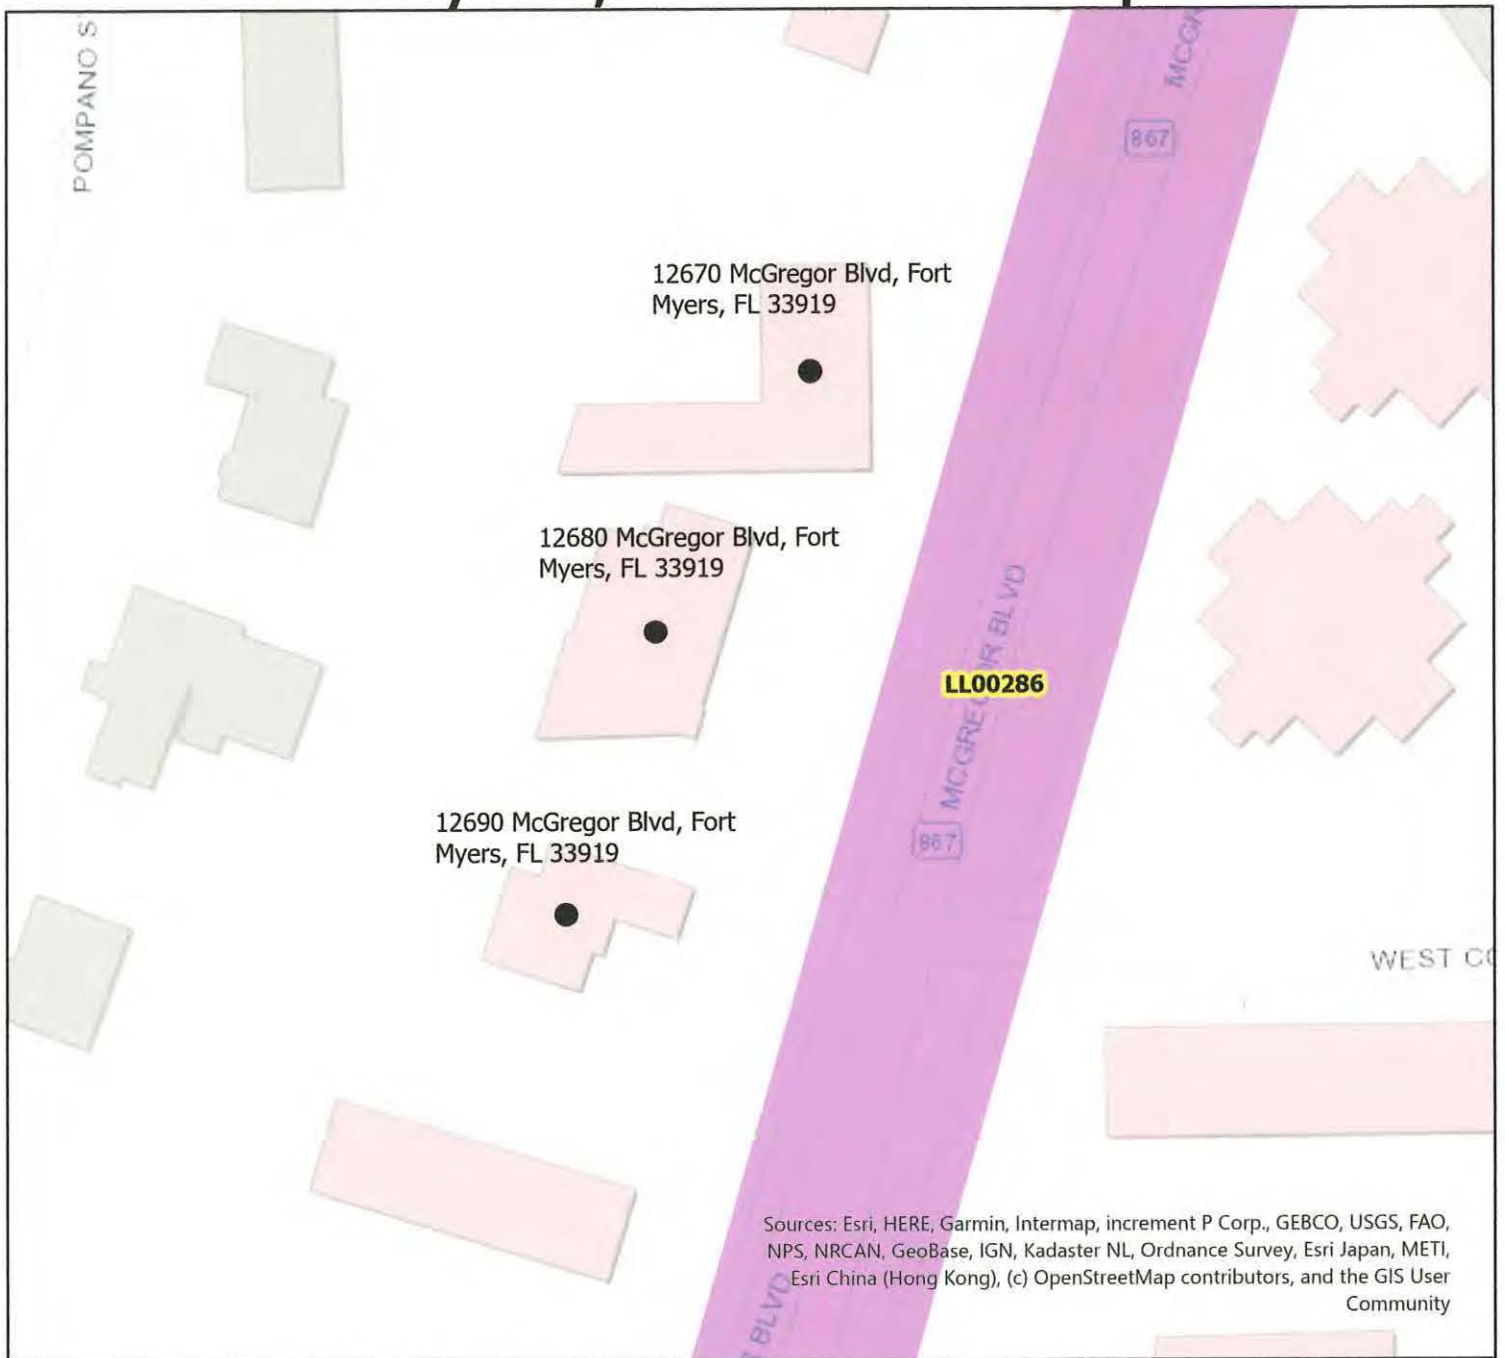 POMPANO S
867
12670 McGregor Blvd, Fort
Myers, FL 33919
12680 McGregor Blvd, Fort
Myers, FL 33919
MCGREGOR BLVD
LL00286
12690 McGregor Blvd, Fort
Myers, FL 33919
867
WEST
Sources: Esri, HERE, Garmin, Intermap, increment P Corp., GEBCO, USGS, FAO,
NPS, NRCAN, GeoBase, IGN, Kadaster NL, Ordnance Survey, Esri Japan, METI,
Esri China (Hong Kong), (c) OpenStreetMap contributors, and the GIS User
Community
BLVD